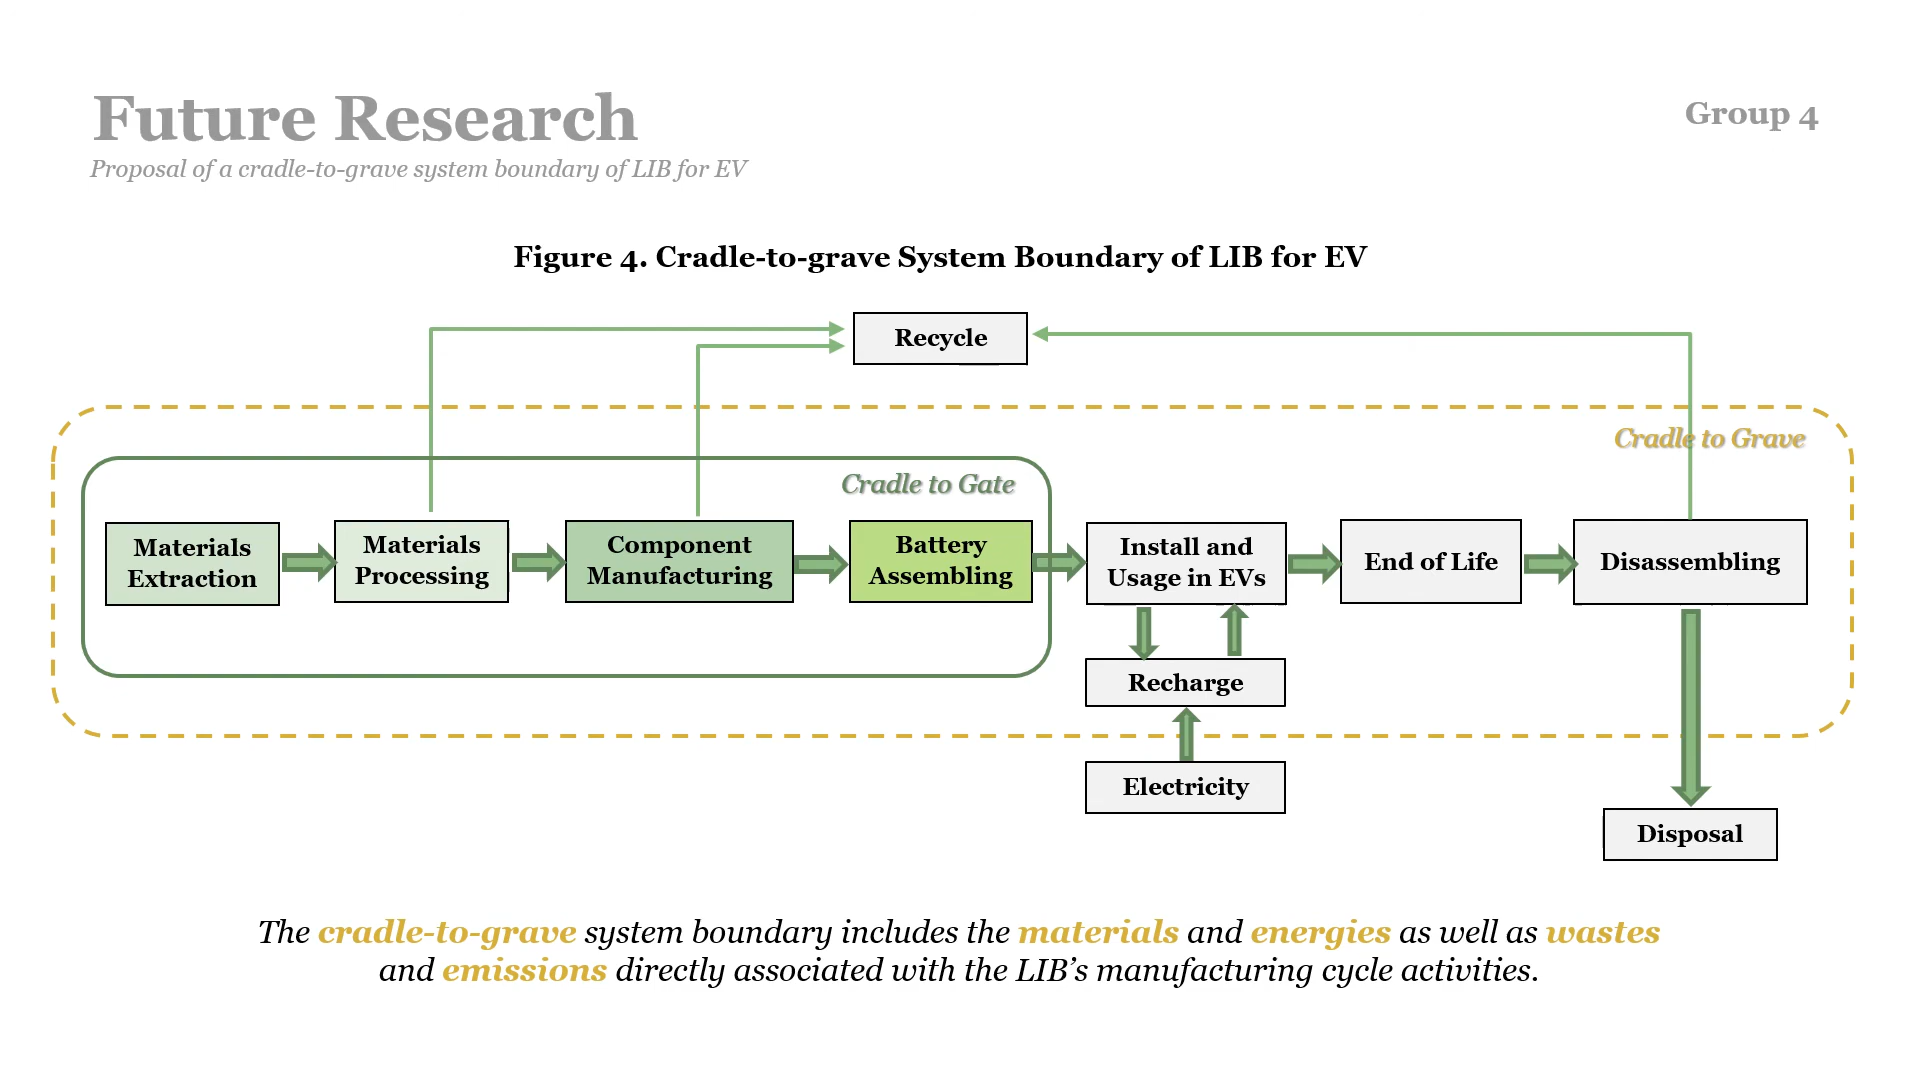 Future Research
Group 4
Proposal of a cradle-to-grave system boundary of LIB for EV
Figure 4. Cradle-to-grave System Boundary of LIB for EV
Recycle
Cradle to Grave
Cradle to Gate
Materials
Extraction
Materials
Processing
Component
Manufacturing
Battery
Assembling
Install and
Usage in EVs
End of Life
Disassembling
Recharge
Electricity
Disposal
The cradle-to-grave system boundary includes the materials and energies as well as wastes
and emissions directly associated with the LIB’s manufacturing cycle activities.